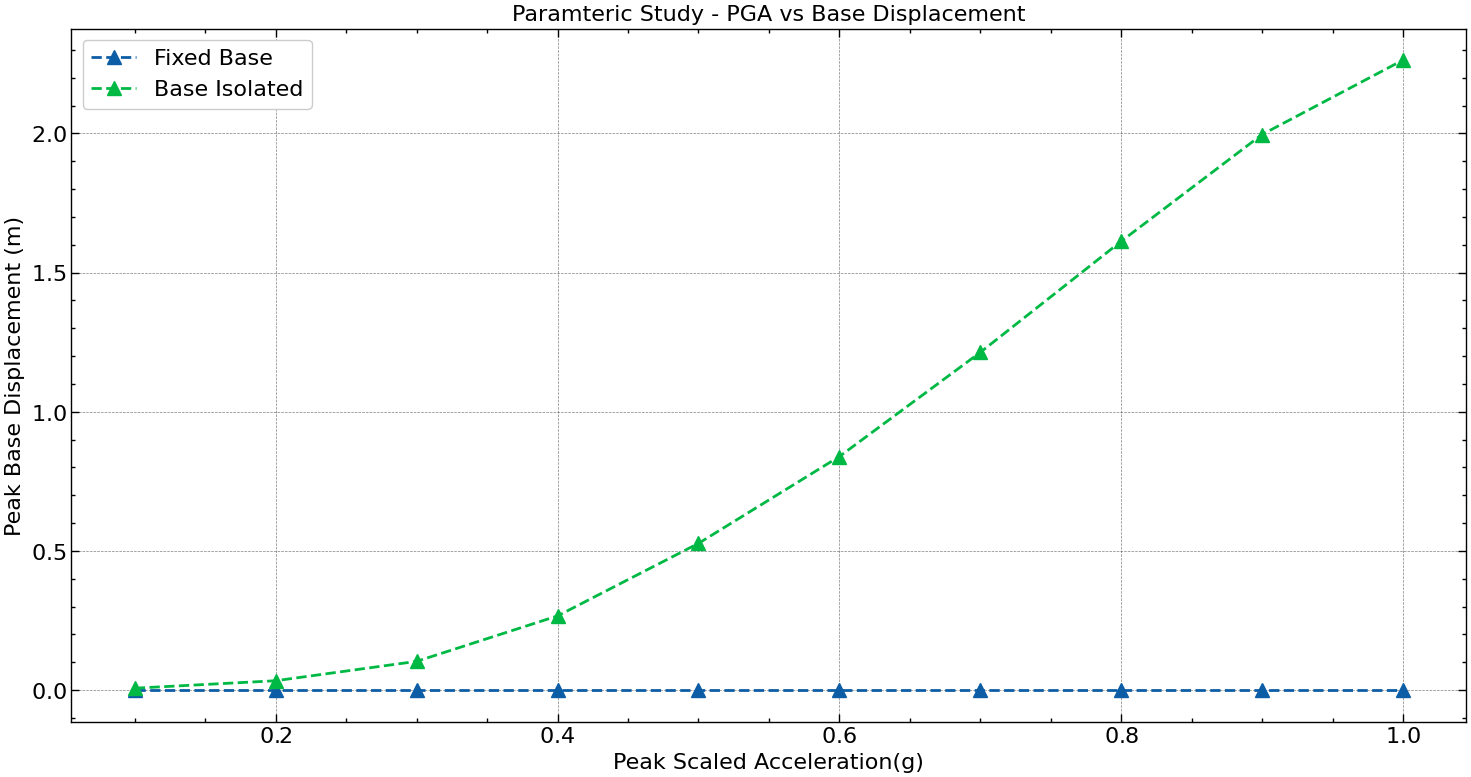 Paramteric Study - PGA vs Base Displacement
Fixed Base
Base Isolated
Peak Base Displacement (m)
2.0
1.5
1.0
0.5
0.0
0.2
0.4
0.6
0.8
1.0
Peak Scaled Acceleration(g)